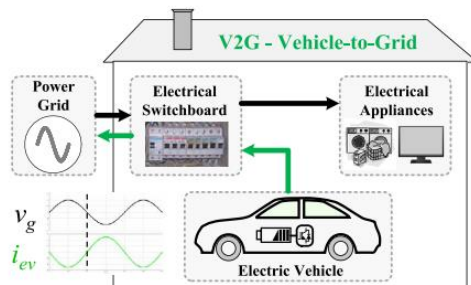 V2G - Vehicle-to-Grid
Power
Grid
Electrical
Switchboard
Electrical
Appliances
v_g
i_ev
Electric Vehicle